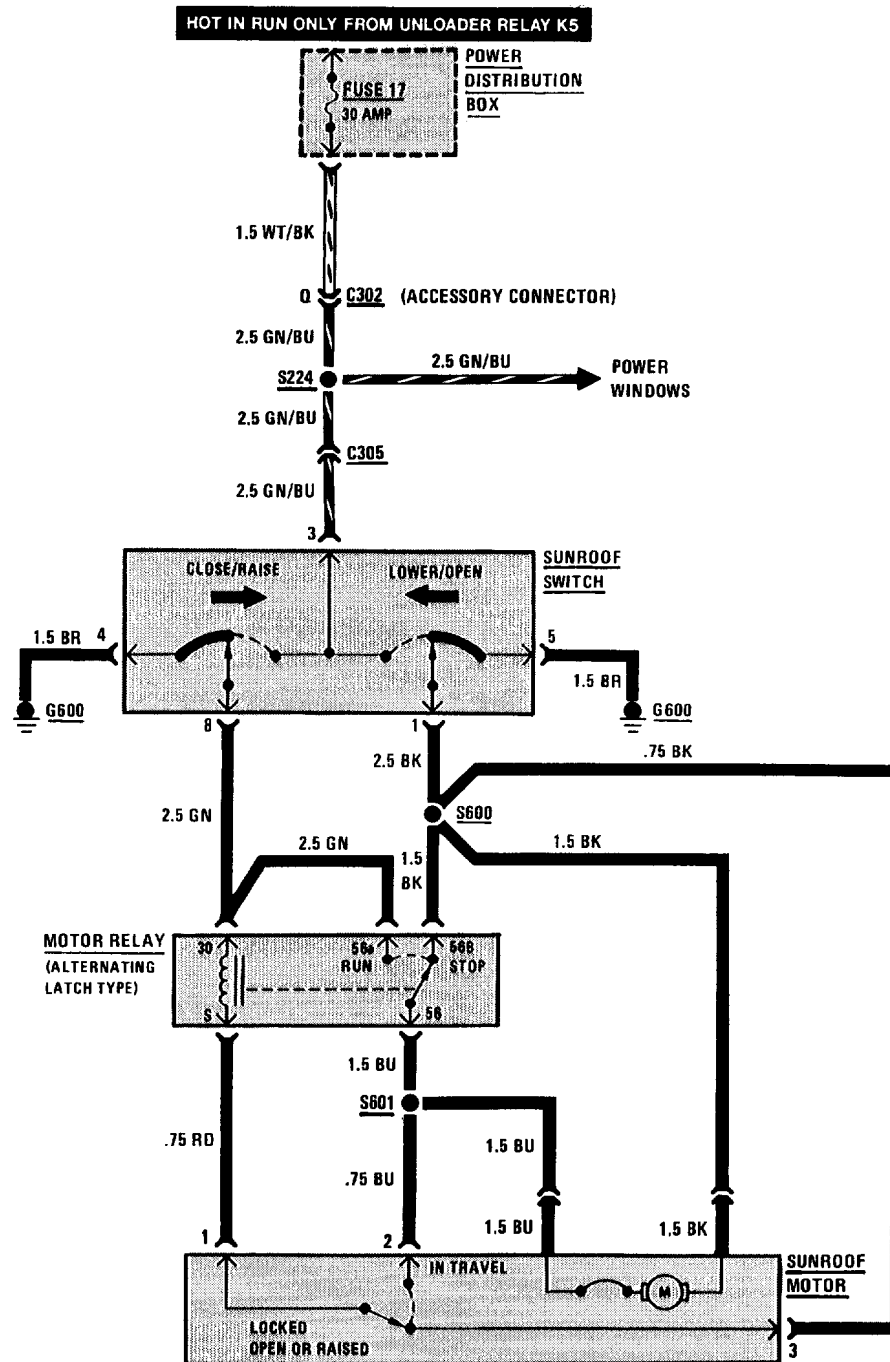 HOT IN RUN ONLY FROM UNLOADER RELAY K5
POWER
DISTRIBUTION
BOX
FUSE 17
30 AMP
1.5 WT/BK
Q
C302
(ACCESSORY CONNECTOR)
2.5 GN/BU
S224
2.5 GN/BU
POWER
WINDOWS
2.5 GN/BU
C305
2.5 GN/BU
3
SUNROOF
SWITCH
CLOSE/RAISE
LOWER/OPEN
1.5 BR
4
5
1.5 BR
G600
G600
8
1
2.5 BK
.75 BK
S600
2.5 GN
2.5 GN
1.5
BK
1.5 BK
MOTOR RELAY
(ALTERNATING
LATCH TYPE)
30
56a
RUN
56B
STOP
S
56
1.5 BU
S601
.75 RD
1.5 BU
.75 BU
1
2
1.5 BU
1.5 BK
IN TRAVEL
SUNROOF
MOTOR
M
LOCKED
OPEN OR RAISED
3